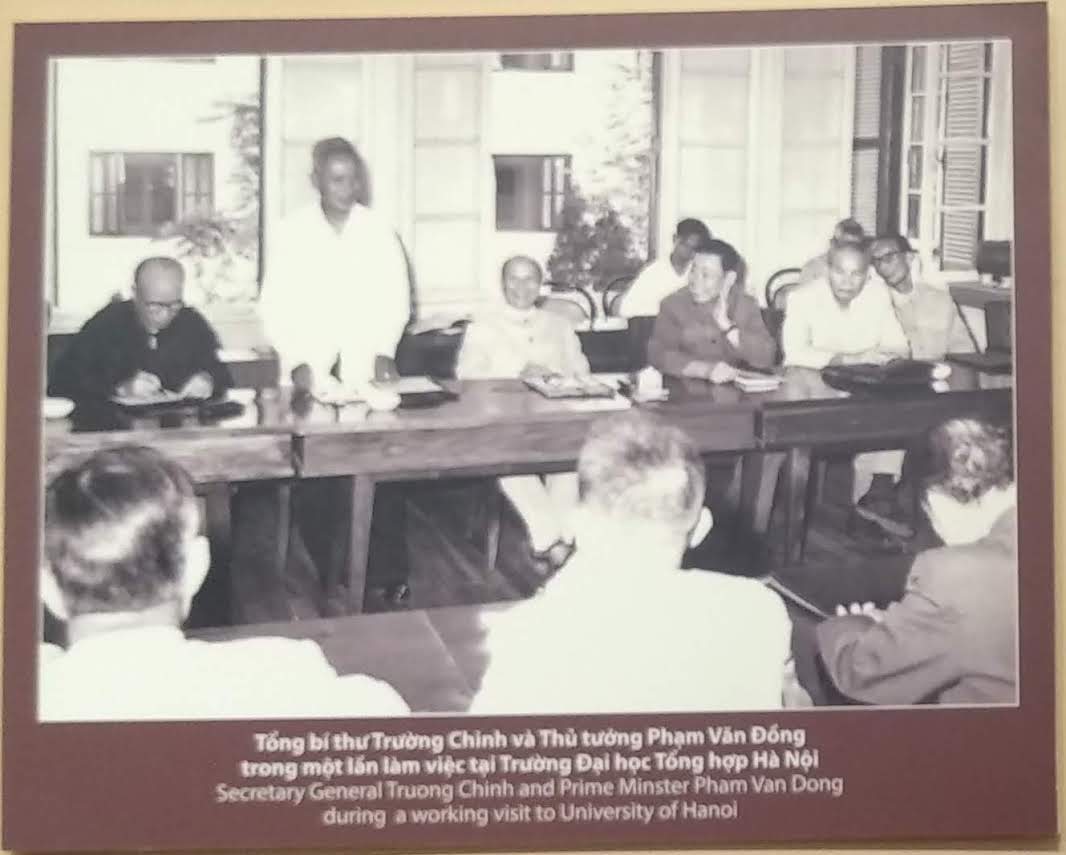 Tổng bí thư Trường Chinh và Thủ tướng Phạm Văn Đồng
trong một lần làm việc tại Trường Đại học Tổng hợp Hà Nội
Secretary General Truong Chinh and Prime Minster Pham Van Dong
during a working visit to University of Hanoi